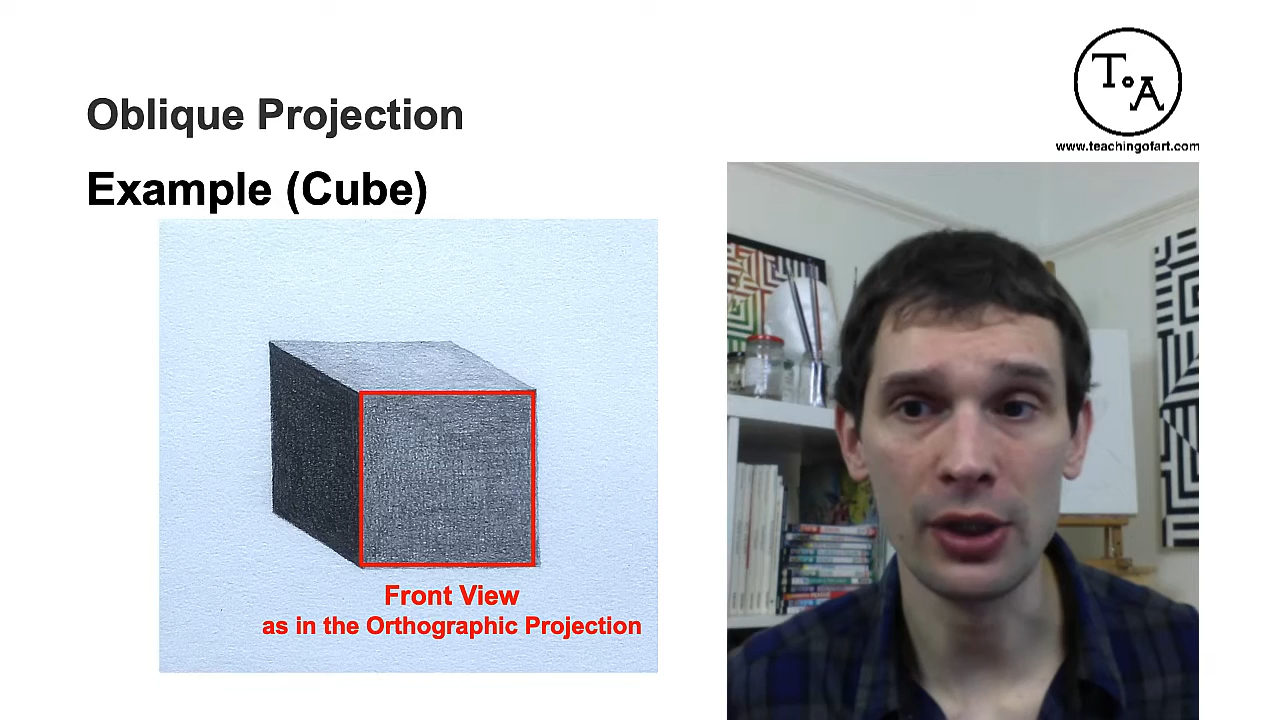 Oblique Projection
Example (Cube)
T.A
www.teachingofart.com
Front View
as in the Orthographic Projection